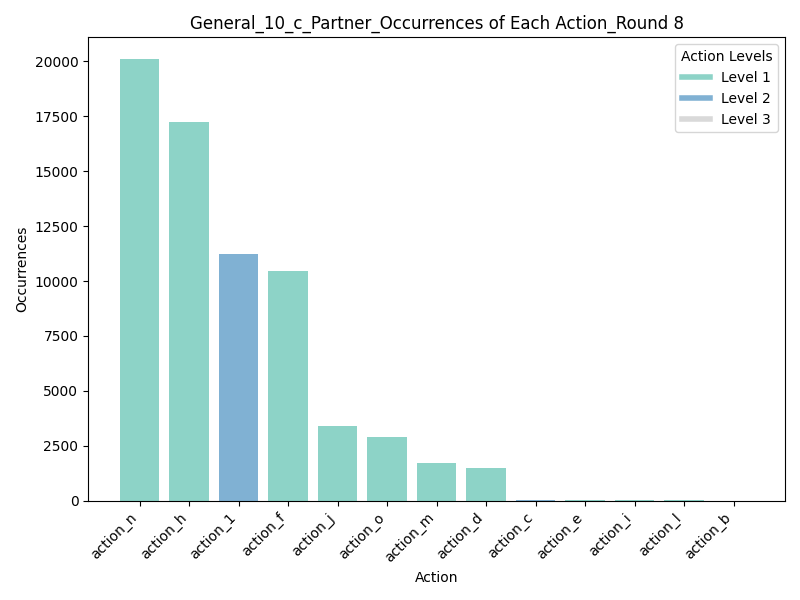 General_10_c_Partner_Occurrences of Each Action_Round 8
Action Levels
Level 1
Level 2
Level 3
Occurrences
20000
17500
15000
12500
10000
7500
5000
2500
0
action_n
action_h
action_1
action_f
action_j
action_o
action_m
action_d
action_c
action_e
action_i
action_l
action_b
Action